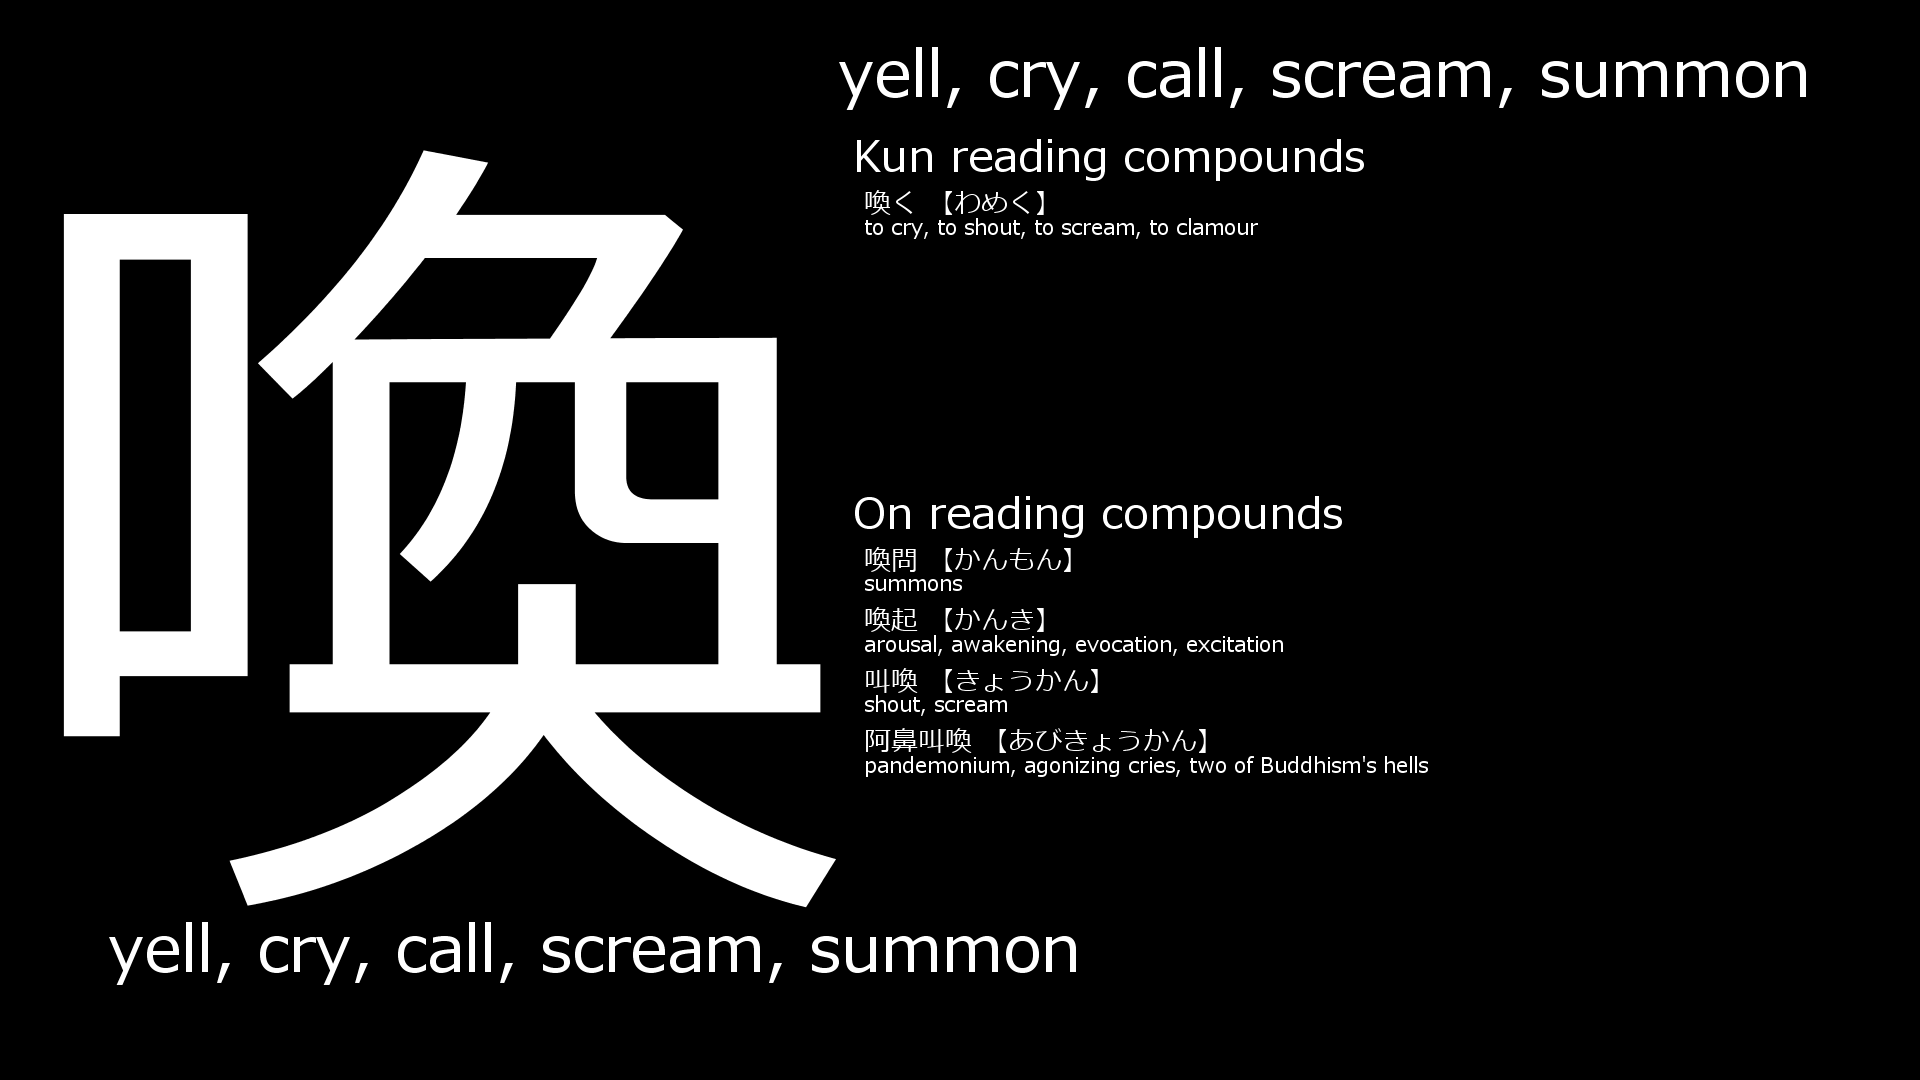 喚
yell, cry, call, scream, summon
Kun reading compounds
喚く 【わめく】
to cry, to shout, to scream, to clamour
On reading compounds
喚問 【かんもん】
summons
喚起 【かんき】
arousal, awakening, evocation, excitation
叫喚 【きょうかん】
shout, scream
阿鼻叫喚 【あびきょうかん】
pandemonium, agonizing cries, two of Buddhism's hells
yell, cry, call, scream, summon